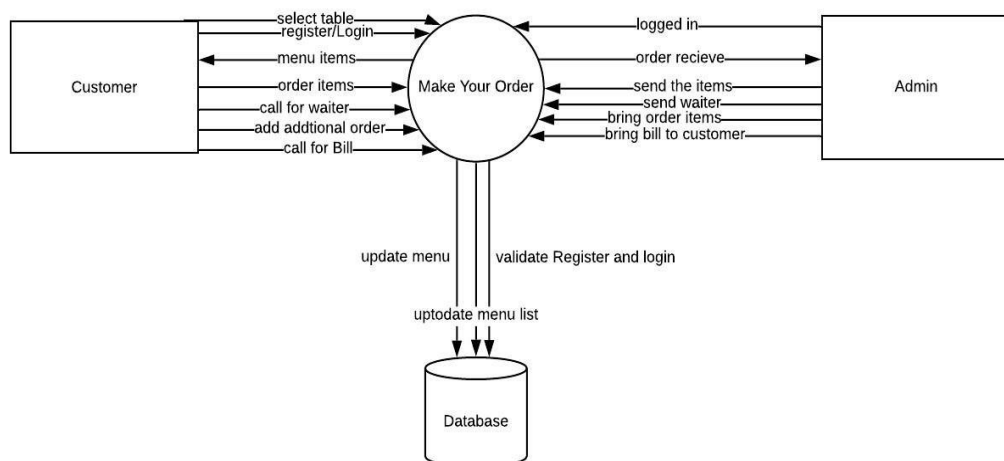 select table
register/Login
menu items
Customer
order items
call for waiter
add addtional order
call for Bill
Make Your Order
logged in
order recieve
send the items
send waiter
bring order items
bring bill to customer
Admin
update menu
validate Register and login
uptodate menu list
Database